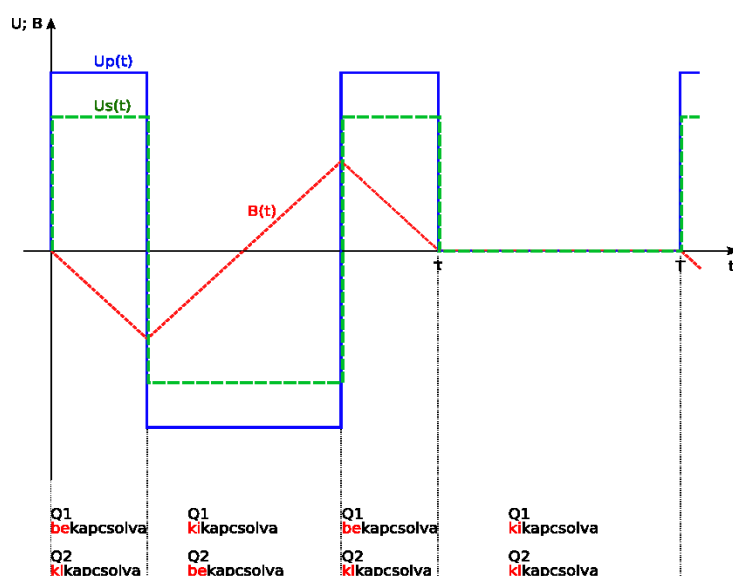 U; B
Up(t)
Us(t)
B(t)
τ
T
t
Q1
bekapcsolva
Q1
kikapcsolva
Q1
bekapcsolva
Q1
kikapcsolva
Q2
kikapcsolva
Q2
bekapcsolva
Q2
kikapcsolva
Q2
kikapcsolva